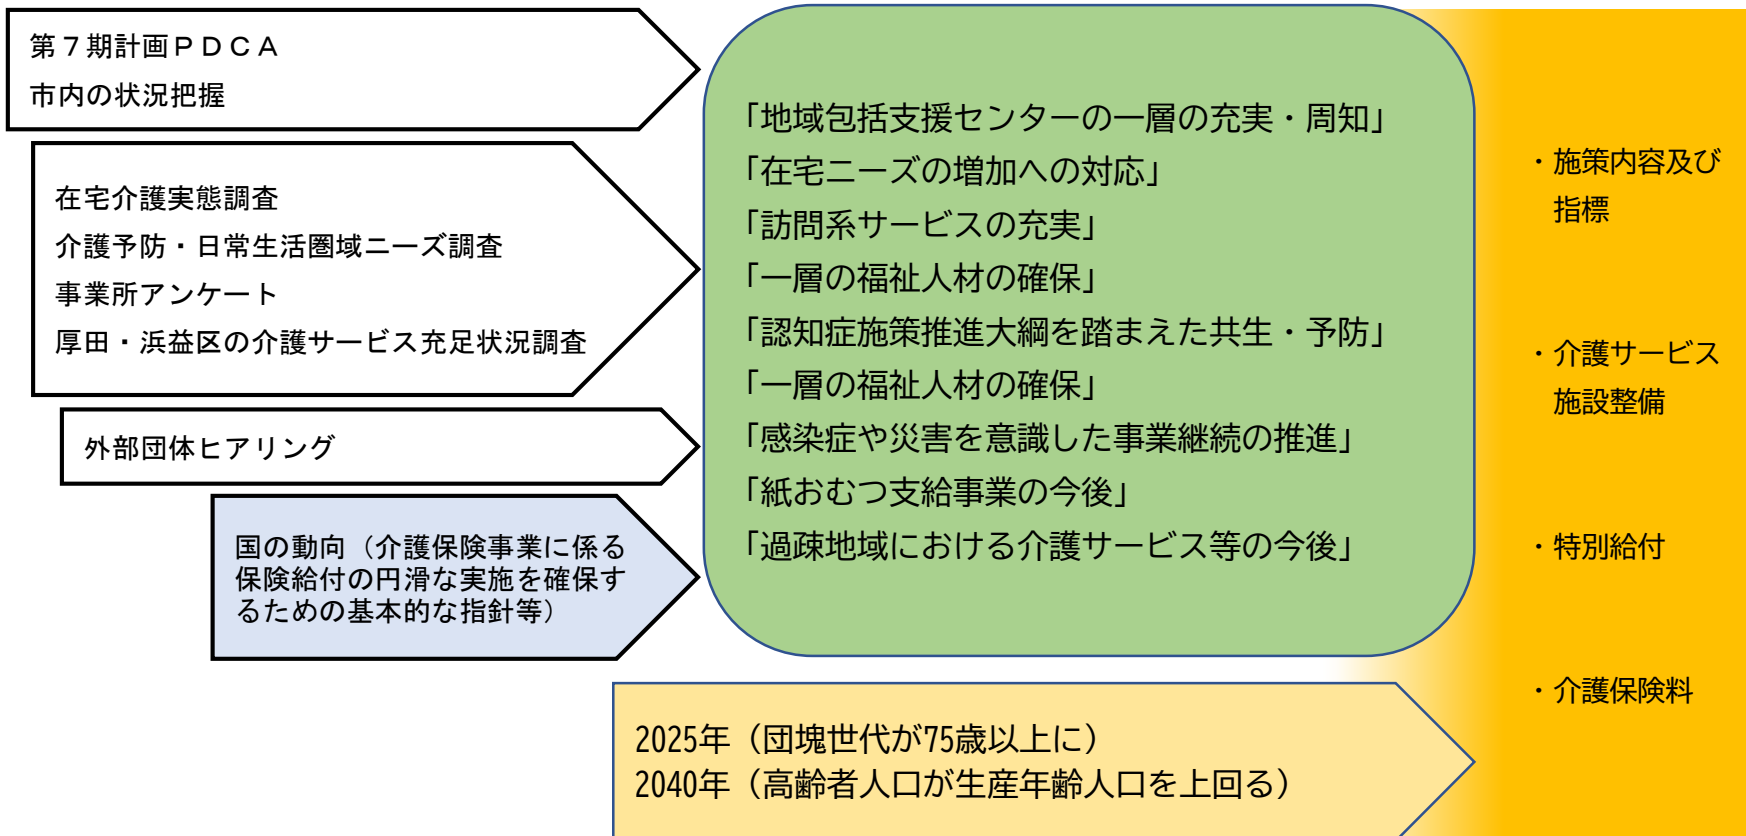 第７期計画ＰＤＣＡ
市内の状況把握
在宅介護実態調査
介護予防・日常生活圏域ニーズ調査
事業所アンケート
厚田・浜益区の介護サービス充足状況調査
外部団体ヒアリング
国の動向（介護保険事業に係る
保険給付の円滑な実施を確保す
るための基本的な指針等）
「地域包括支援センターの一層の充実・周知」
「在宅ニーズの増加への対応」
「訪問系サービスの充実」
「一層の福祉人材の確保」
「認知症施策推進大綱を踏まえた共生・予防」
「一層の福祉人材の確保」
「感染症や災害を意識した事業継続の推進」
「紙おむつ支給事業の今後」
「過疎地域における介護サービス等の今後」
2025年（団塊世代が75歳以上に）
2040年（高齢者人口が生産年齢人口を上回る）
・施策内容及び
指標
・介護サービス
施設整備
・特別給付
・介護保険料